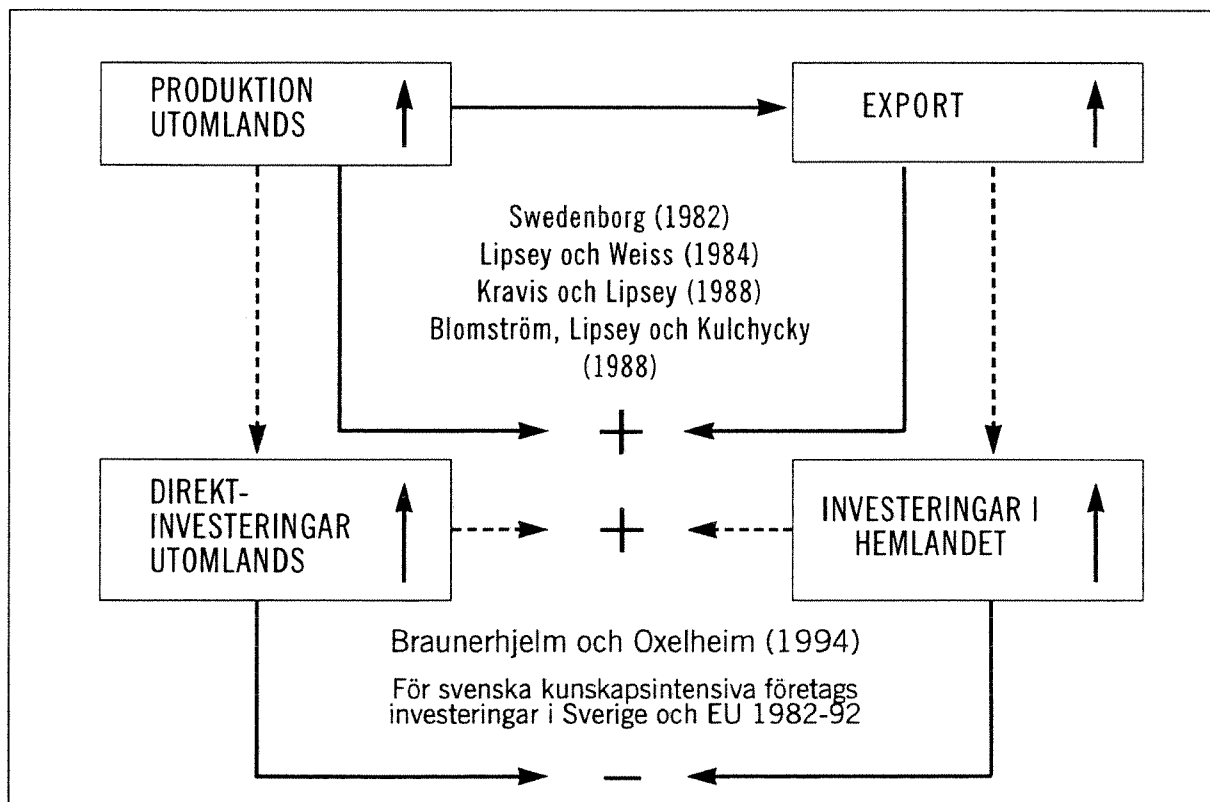 PRODUKTION
UTOMLANDS
EXPORT
Swedenborg (1982)
Lipsey och Weiss (1984)
Kravis och Lipsey (1988)
Blomström, Lipsey och Kulchycky
(1988)
+
DIREKT-
INVESTERINGAR
UTOMLANDS
+
INVESTERINGAR I
HEMLANDET
Braunerhjelm och Oxelheim (1994)
För svenska kunskapsintensiva företags
investeringar i Sverige och EU 1982-92
−